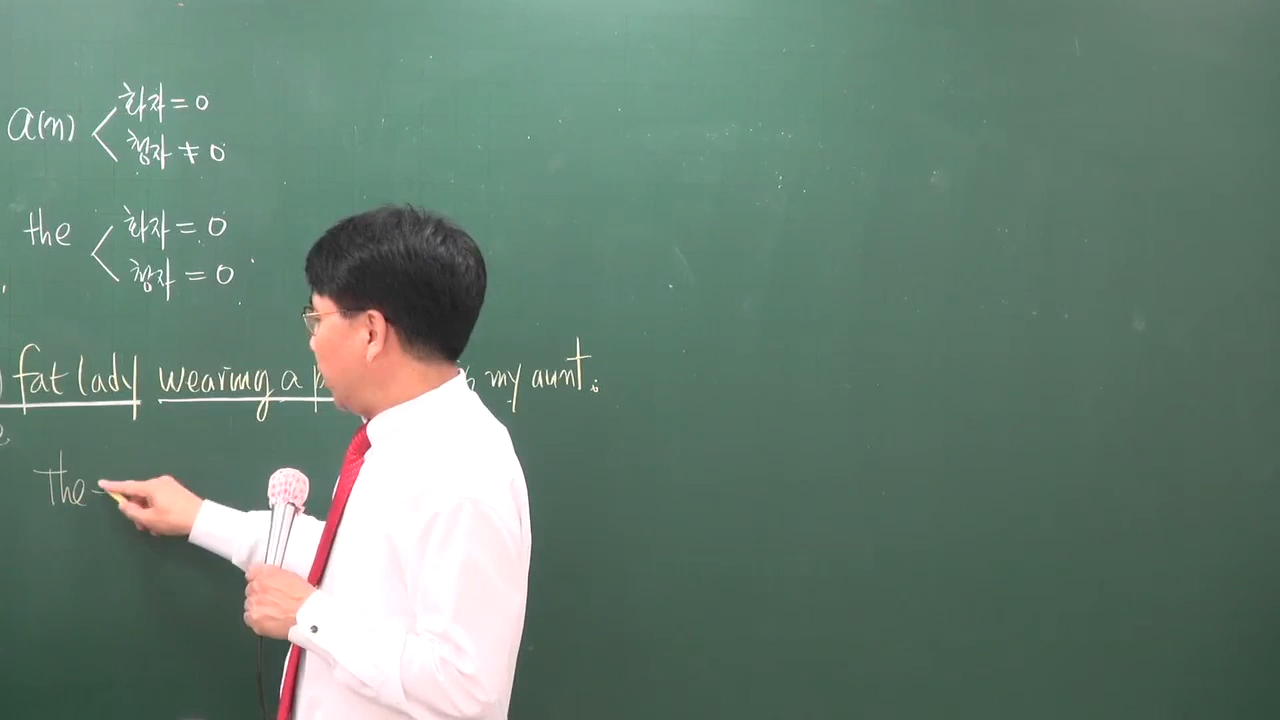 a(n) 화자 = 0
청자 ≠ 0
the 화자 = 0
청자 = 0
) fat lady wearing a p my aunt.
The -